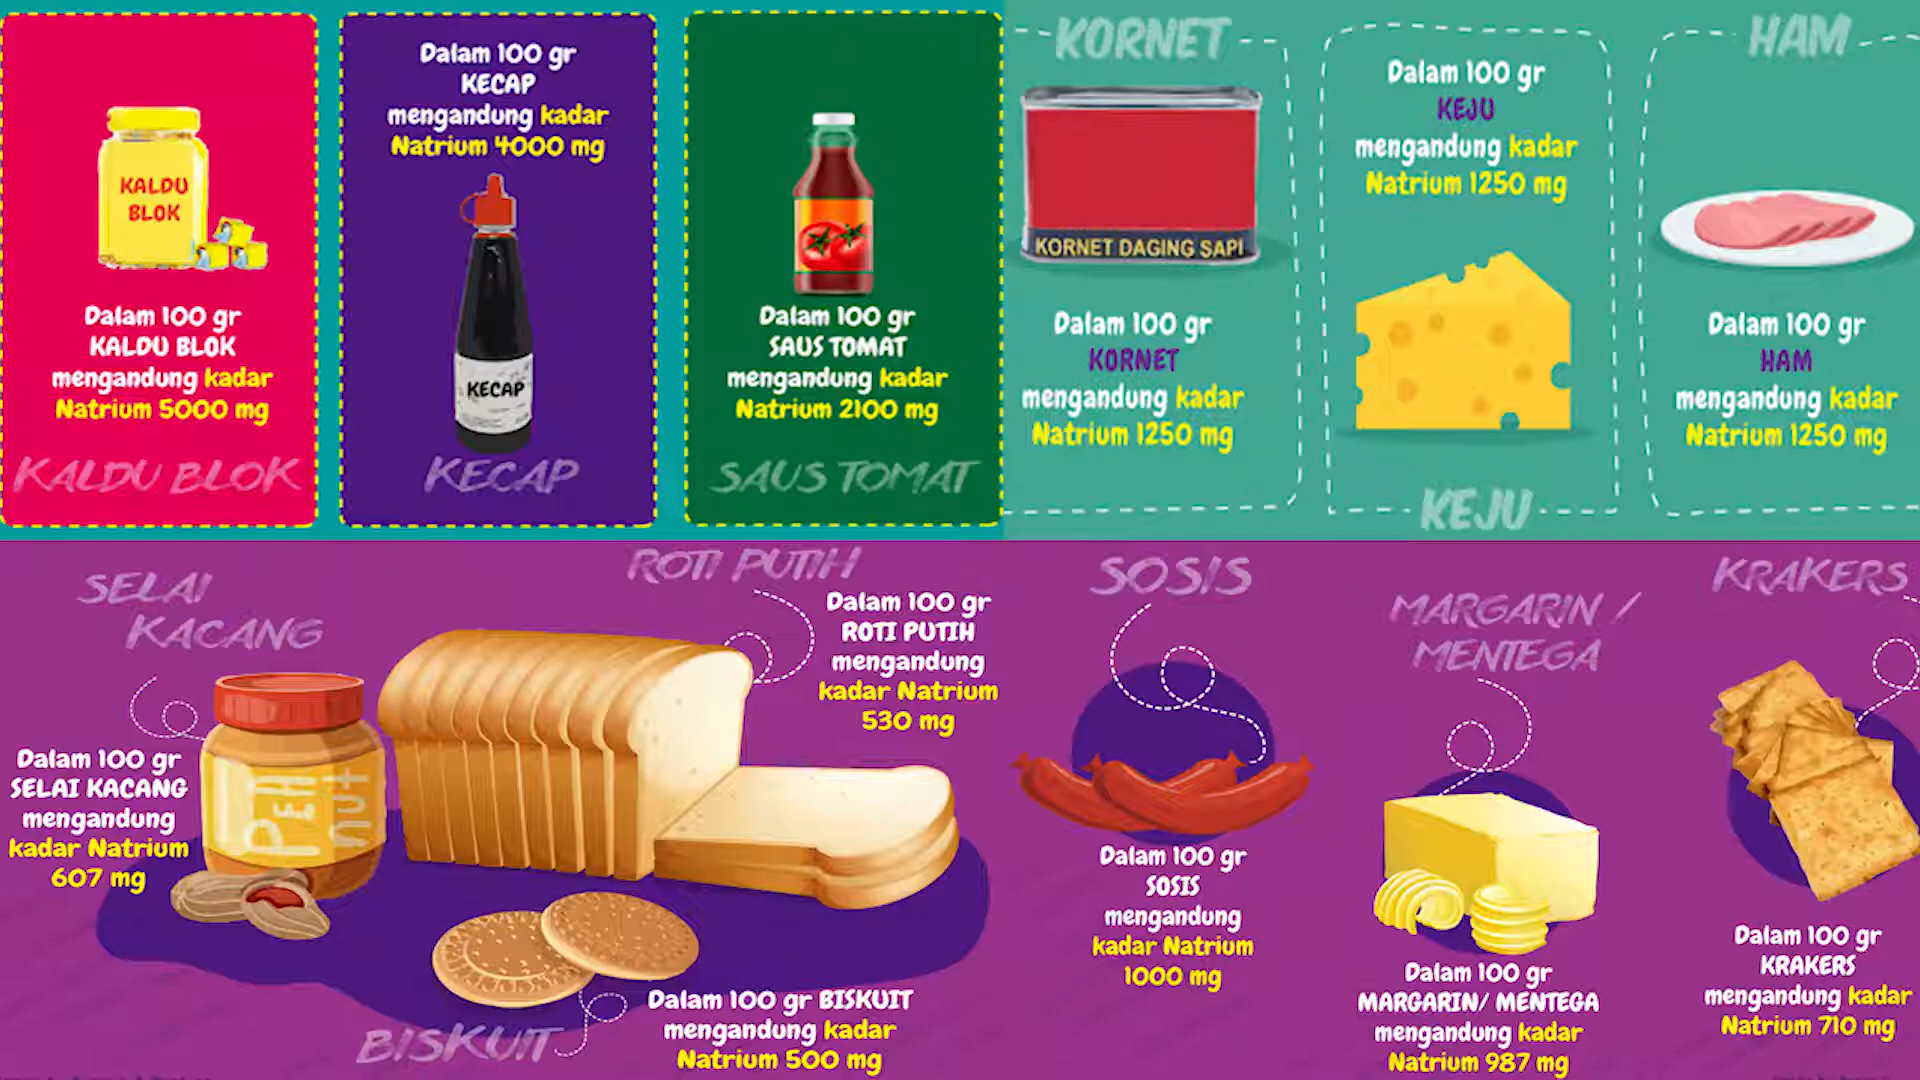 KALDU
BLOK
Dalam 100 gr
KALDU BLOK
mengandung kadar
Natrium 5000 mg
KALDU BLOK
Dalam 100 gr
KECAP
mengandung kadar
Natrium 4000 mg
KECAP
KECAP
Dalam 100 gr
SAUS TOMAT
mengandung kadar
Natrium 2100 mg
SAUS TOMAT
KORNET
KORNET DAGING SAPI
Dalam 100 gr
KORNET
mengandung kadar
Natrium 1250 mg
Dalam 100 gr
KEJU
mengandung kadar
Natrium 1250 mg
KEJU
HAM
Dalam 100 gr
HAM
mengandung kadar
Natrium 1250 mg
SELAI
KACANG
Dalam 100 gr
SELAI KACANG
mengandung
kadar Natrium
607 mg
PEH
nut
ROTI PUTIH
Dalam 100 gr
ROTI PUTIH
mengandung
kadar Natrium
530 mg
BISKUIT
Dalam 100 gr BISKUIT
mengandung kadar
Natrium 500 mg
SOSIS
Dalam 100 gr
SOSIS
mengandung
kadar Natrium
1000 mg
MARGARIN /
MENTEGA
Dalam 100 gr
MARGARIN/ MENTEGA
mengandung kadar
Natrium 987 mg
KRAKERS
Dalam 100 gr
KRAKERS
mengandung kadar
Natrium 710 mg